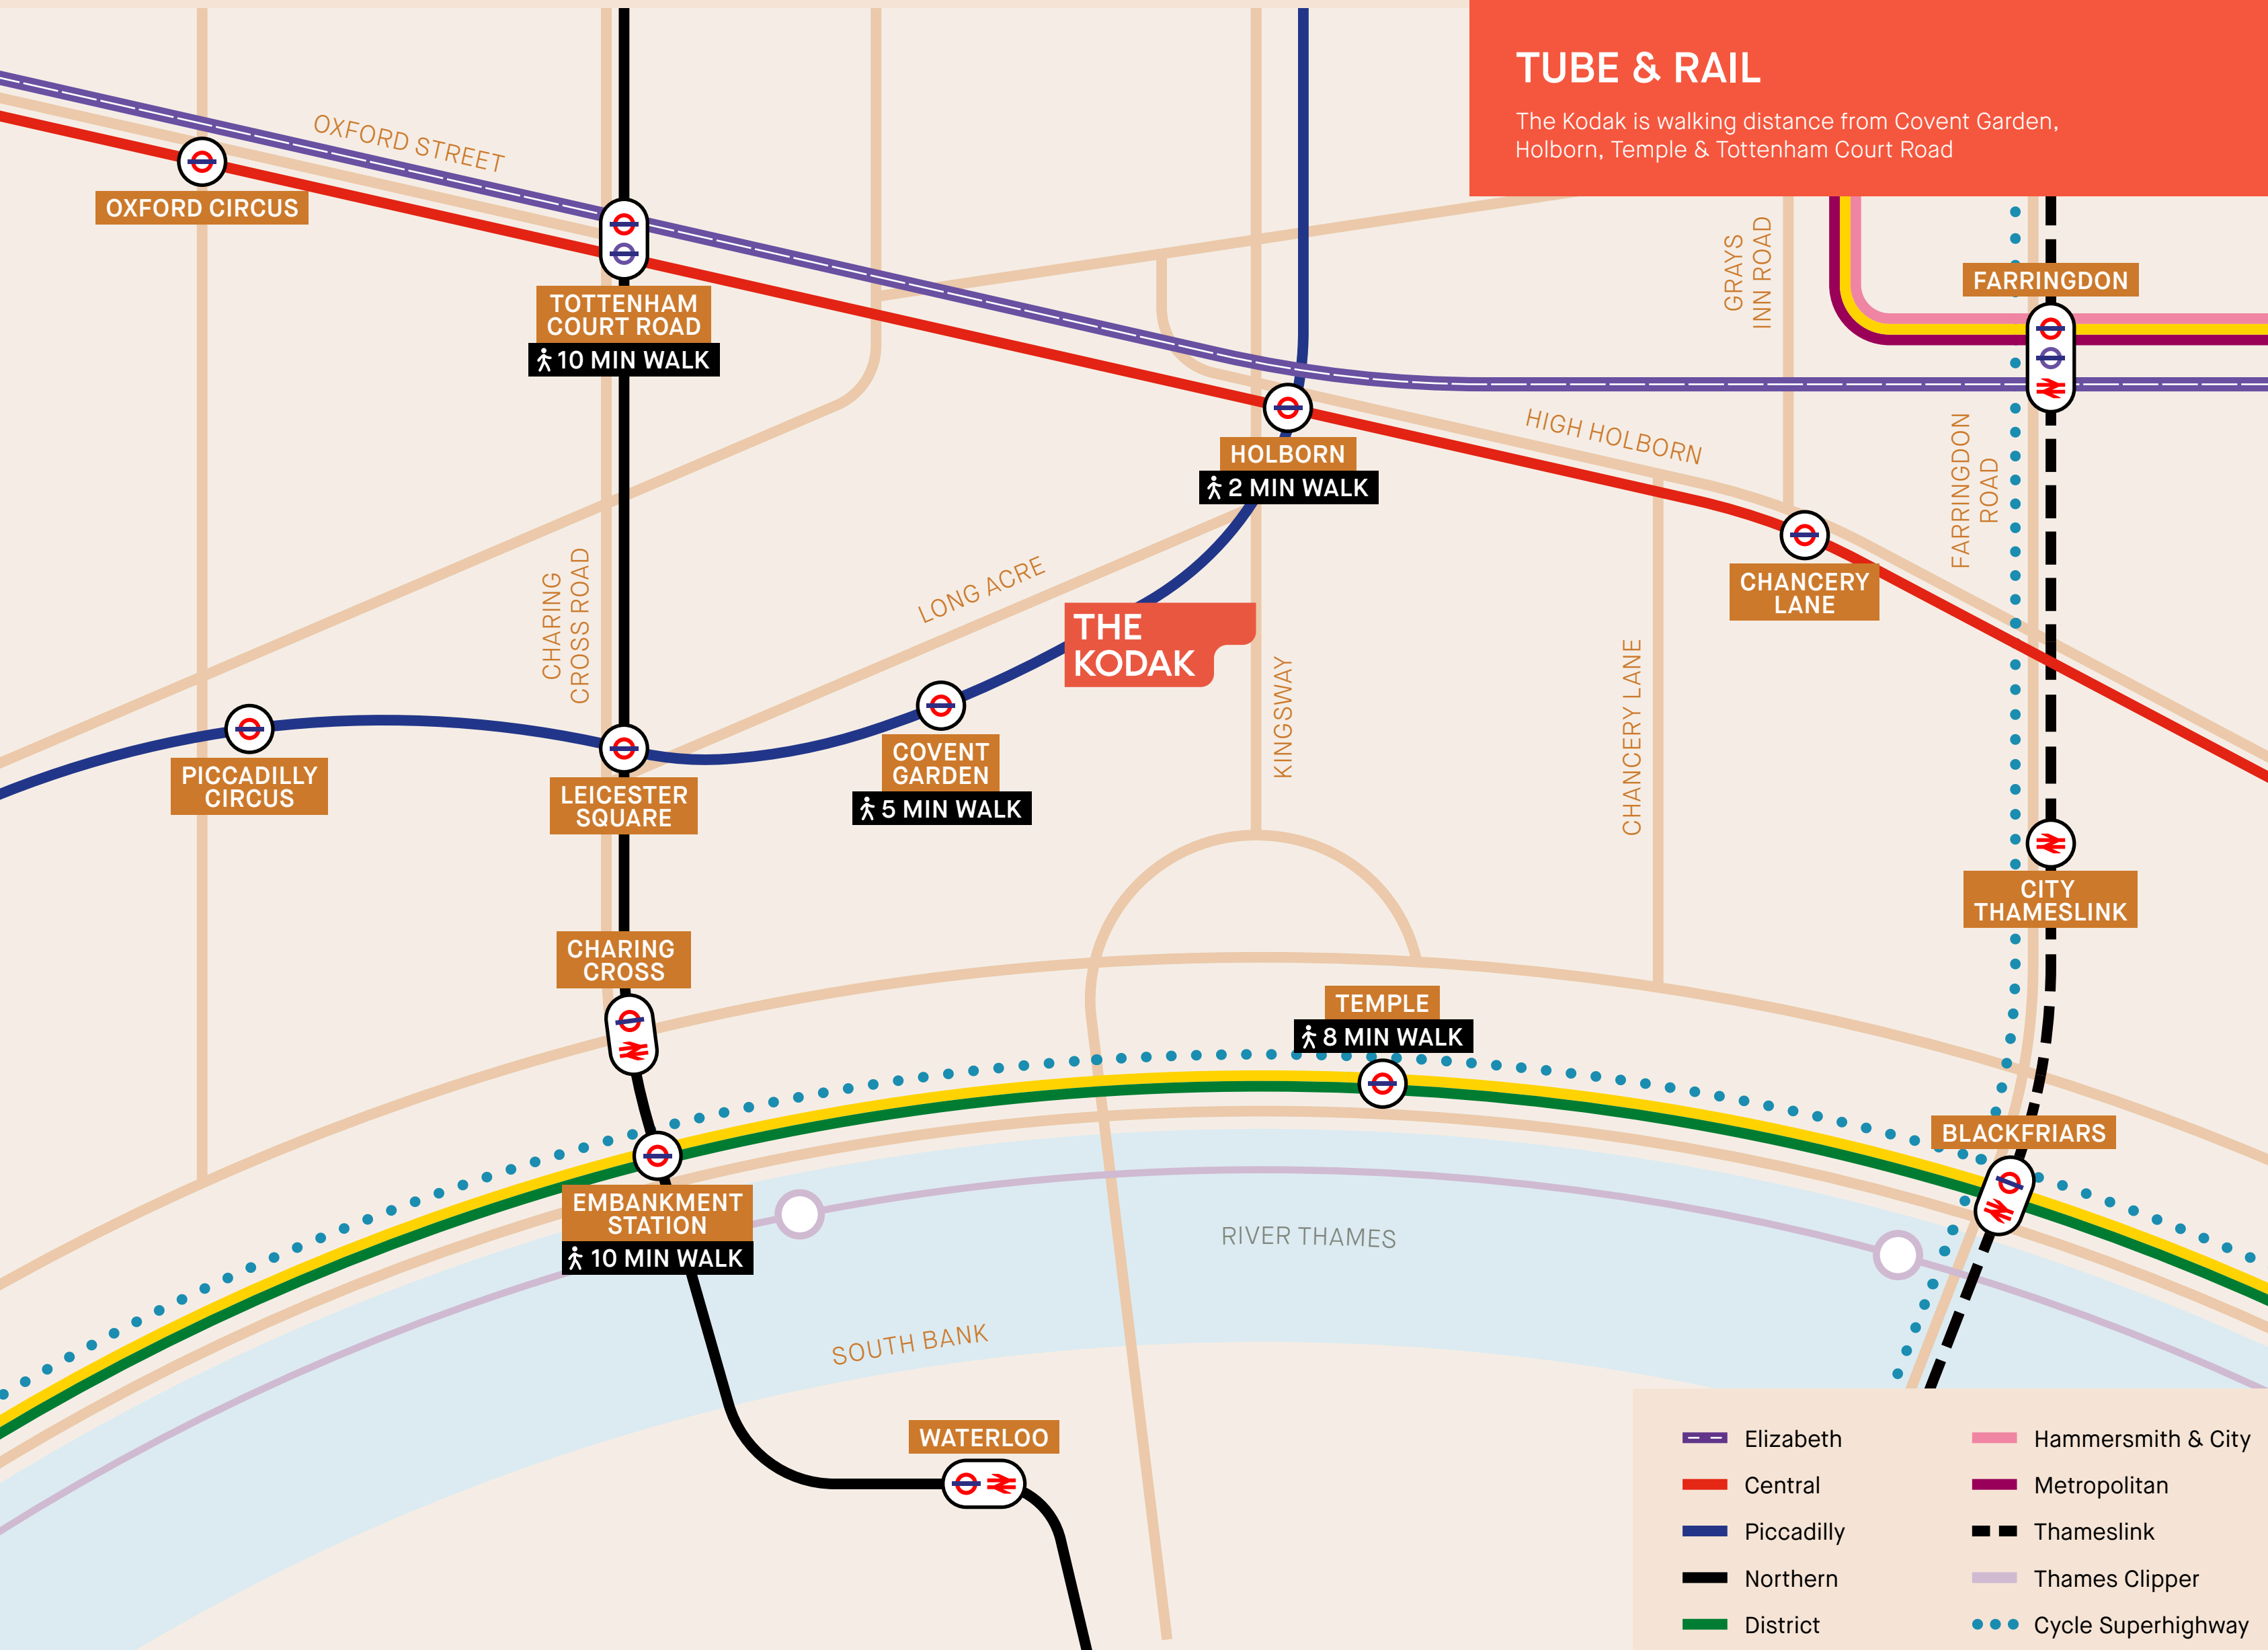 TUBE & RAIL
The Kodak is walking distance from Covent Garden,
Holborn, Temple & Tottenham Court Road
OXFORD STREET
OXFORD CIRCUS
TOTTENHAM
COURT ROAD
10 MIN WALK
GRAYS
INN ROAD
FARRINGDON
HOLBORN
2 MIN WALK
HIGH HOLBORN
FARRINGDON
ROAD
CHANCERY
LANE
CHARING
CROSS ROAD
LONG ACRE
THE
KODAK
KINGSWAY
CHANCERY LANE
PICCADILLY
CIRCUS
LEICESTER
SQUARE
COVENT
GARDEN
5 MIN WALK
CITY
THAMESLINK
CHARING
CROSS
TEMPLE
8 MIN WALK
BLACKFRIARS
EMBANKMENT
STATION
10 MIN WALK
RIVER THAMES
SOUTH BANK
WATERLOO
Elizabeth
Central
Piccadilly
Northern
District
Hammersmith & City
Metropolitan
Thameslink
Thames Clipper
Cycle Superhighway